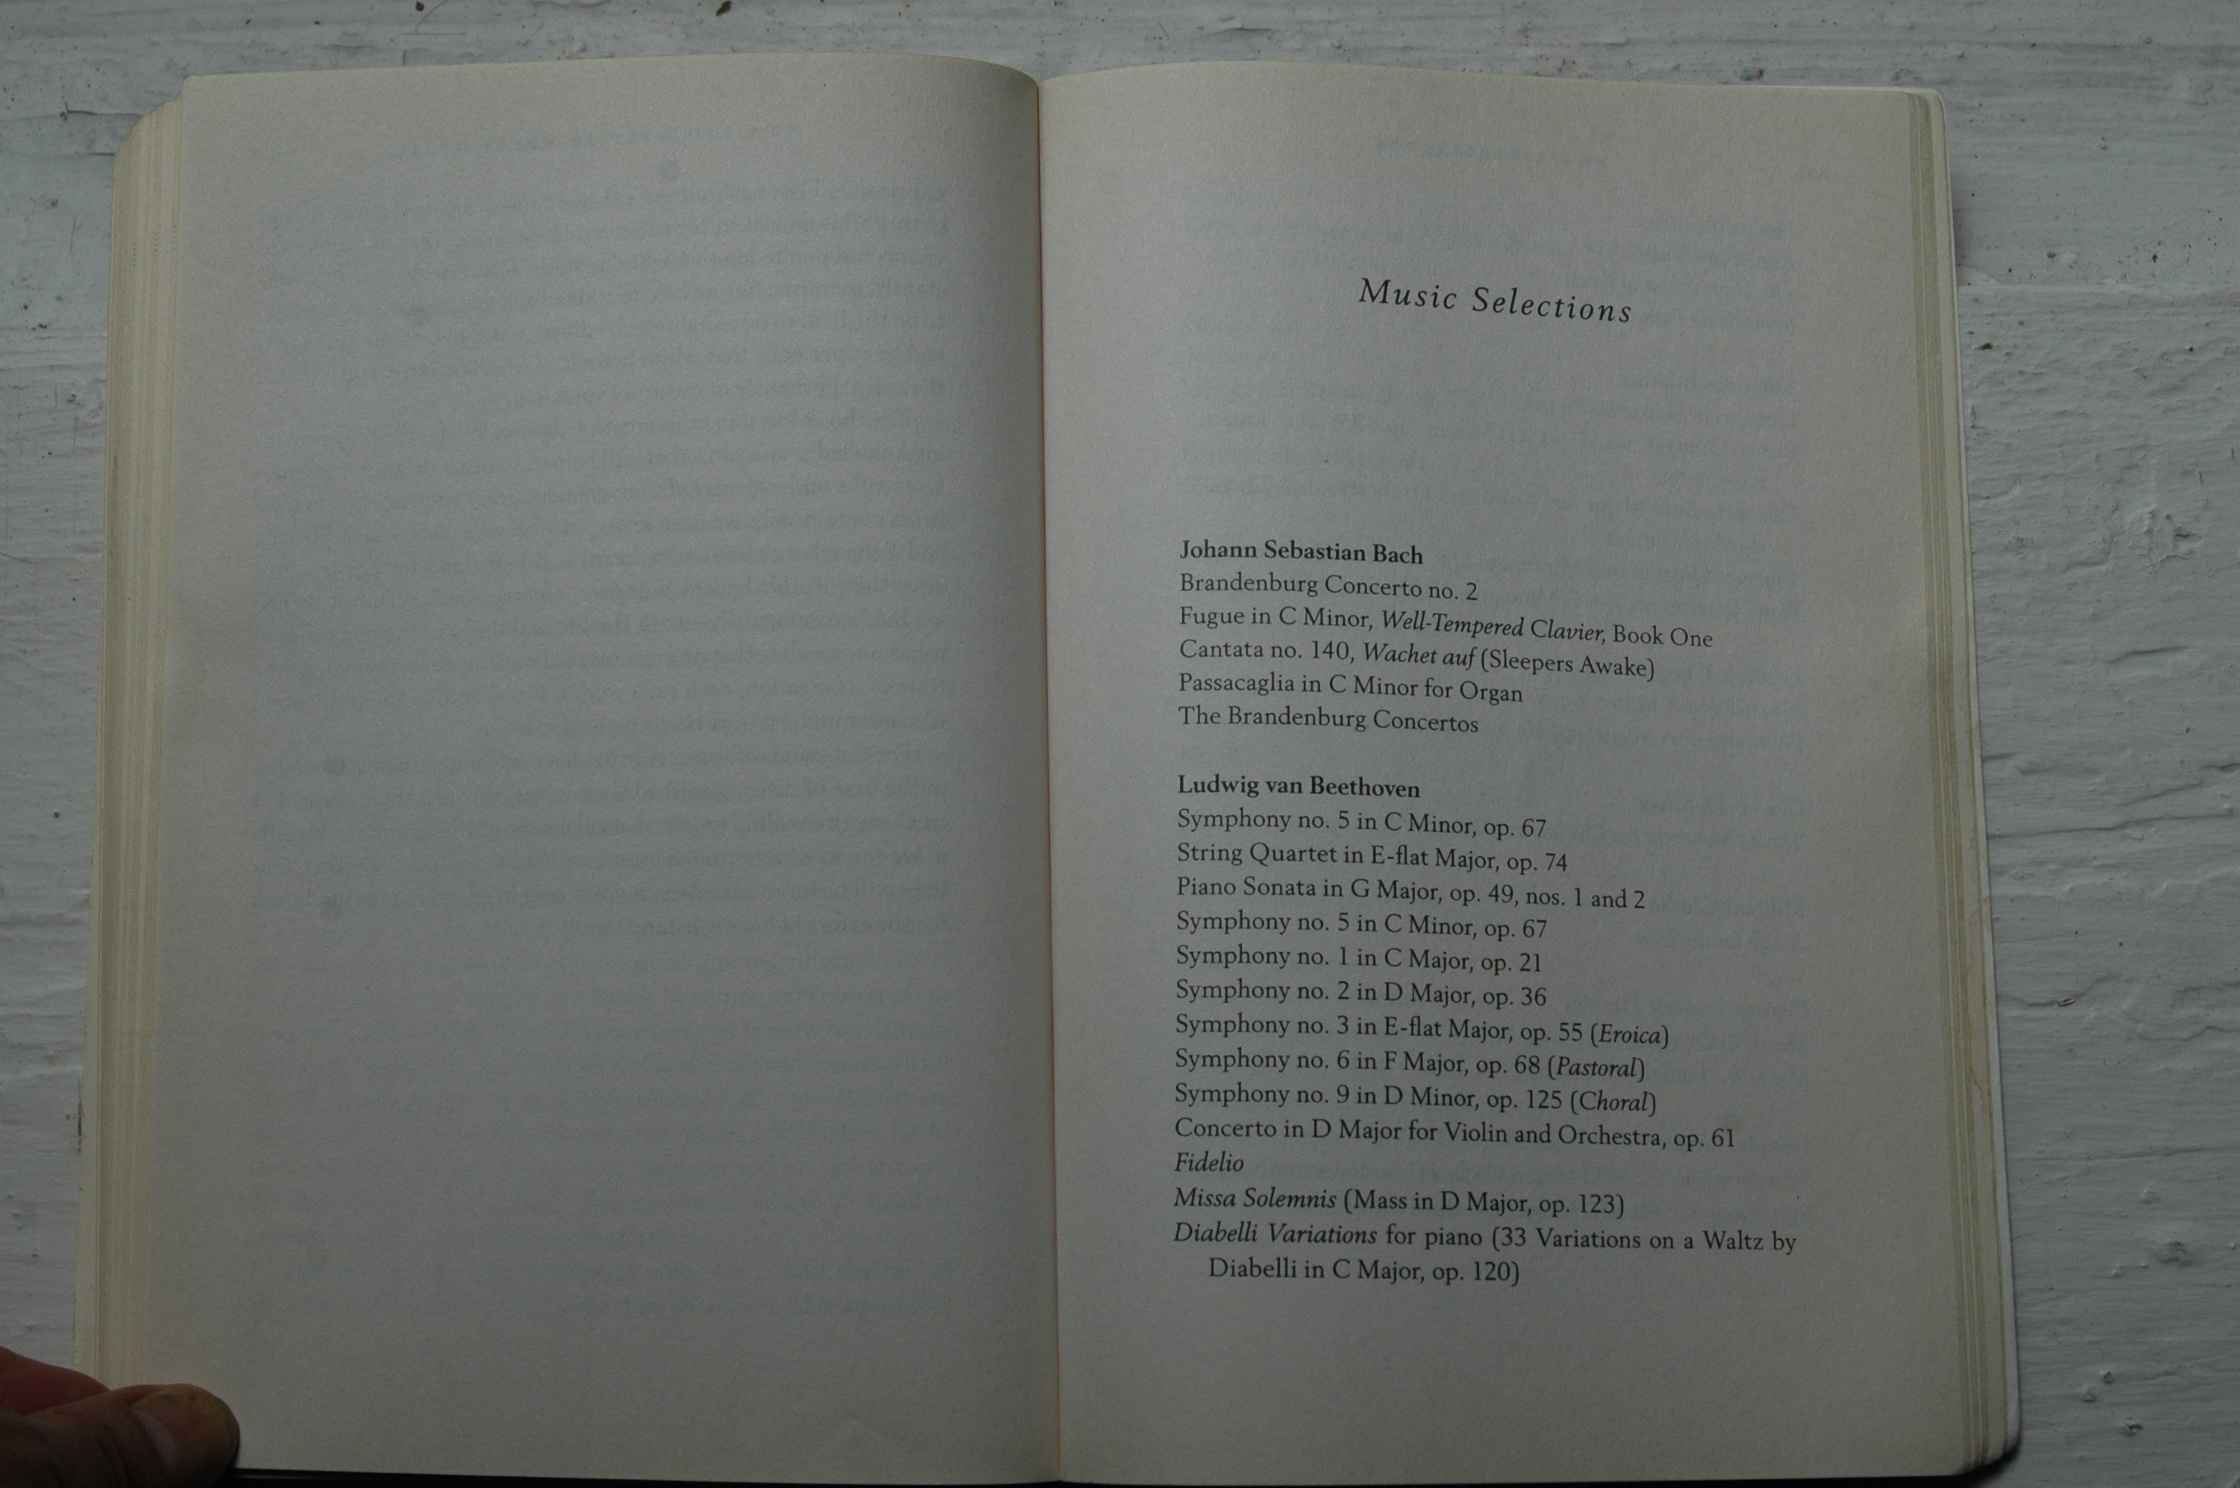 Music Selections
Johann Sebastian Bach
Brandenburg Concerto no. 2
Fugue in C Minor, Well-Tempered Clavier, Book One
Cantata no. 140, Wachet auf (Sleepers Awake)
Passacaglia in C Minor for Organ
The Brandenburg Concertos
Ludwig van Beethoven
Symphony no. 5 in C Minor, op. 67
String Quartet in E-flat Major, op. 74
Piano Sonata in G Major, op. 49, nos. 1 and 2
Symphony no. 5 in C Minor, op. 67
Symphony no. 1 in C Major, op. 21
Symphony no. 2 in D Major, op. 36
Symphony no. 3 in E-flat Major, op. 55 (Eroica)
Symphony no. 6 in F Major, op. 68 (Pastoral)
Symphony no. 9 in D Minor, op. 125 (Choral)
Concerto in D Major for Violin and Orchestra, op. 61
Fidelio
Missa Solemnis (Mass in D Major, op. 123)
Diabelli Variations for piano (33 Variations on a Waltz by
Diabelli in C Major, op. 120)